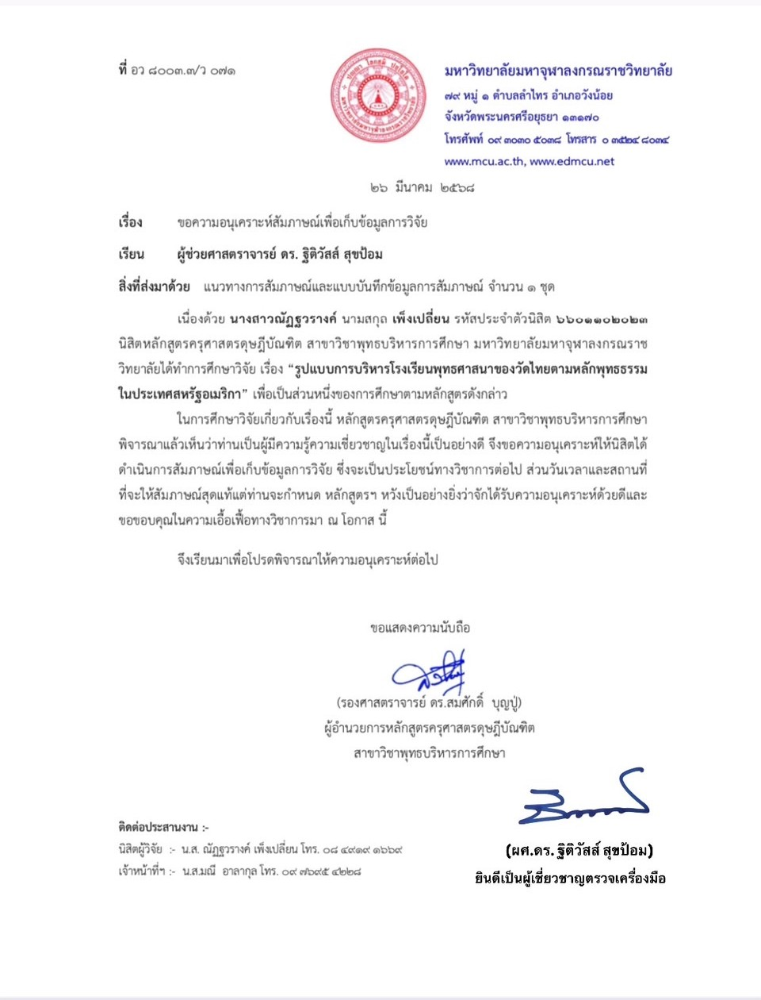 ที่ อว ๘๐๐๓.๓/ว ๐๗๑
มหาวิทยาลัยมหาจุฬาลงกรณราชวิทยาลัย
๗๙ หมู่ ๑ ตำบลลำไทร อำเภอวังน้อย
จังหวัดพระนครศรีอยุธยา ๑๓๑๗๐
โทรศัพท์ ๐๙ ๓๐๓๐ ๕๐๓๘ โทรสาร ๐ ๓๕๒๔ ๘๐๓๔
www.mcu.ac.th, www.edmcu.net
ปญฺญา โลกสฺมิ ปชฺโชโต
มหาวิทยาลัยมหาจุฬาลงกรณราชวิทยาลัย
๒๖ มีนาคม ๒๕๖๘
เรื่อง ขอความอนุเคราะห์สัมภาษณ์เพื่อเก็บข้อมูลการวิจัย
เรียน ผู้ช่วยศาสตราจารย์ ดร. ฐิติวัสส์ สุขป้อม
สิ่งที่ส่งมาด้วย แนวทางการสัมภาษณ์และแบบบันทึกข้อมูลการสัมภาษณ์ จำนวน ๑ ชุด
เนื่องด้วย นางสาวณัฏฐวรางค์ นามสกุล เพ็งเปลี่ยน รหัสประจำตัวนิสิต ๖๖๐๑๑๐๒๐๒๓
นิสิตหลักสูตรครุศาสตรดุษฎีบัณฑิต สาขาวิชาพุทธบริหารการศึกษา มหาวิทยาลัยมหาจุฬาลงกรณราช
วิทยาลัยได้ทำการศึกษาวิจัย เรื่อง “รูปแบบการบริหารโรงเรียนพุทธศาสนาของวัดไทยตามหลักพุทธธรรม
ในประเทศสหรัฐอเมริกา” เพื่อเป็นส่วนหนึ่งของการศึกษาตามหลักสูตรดังกล่าว
ในการศึกษาวิจัยเกี่ยวกับเรื่องนี้ หลักสูตรครุศาสตรดุษฎีบัณฑิต สาขาวิชาพุทธบริหารการศึกษา
พิจารณาแล้วเห็นว่าท่านเป็นผู้มีความรู้ความเชี่ยวชาญในเรื่องนี้เป็นอย่างดี จึงขอความอนุเคราะห์ให้นิสิตได้
ดำเนินการสัมภาษณ์เพื่อเก็บข้อมูลการวิจัย ซึ่งจะเป็นประโยชน์ทางวิชาการต่อไป ส่วนวันเวลาและสถานที่
ที่จะให้สัมภาษณ์สุดแท้แต่ท่านจะกำหนด หลักสูตรฯ หวังเป็นอย่างยิ่งว่าจักได้รับความอนุเคราะห์ด้วยดีและ
ขอขอบคุณในความเอื้อเฟื้อทางวิชาการมา ณ โอกาส นี้
จึงเรียนมาเพื่อโปรดพิจารณาให้ความอนุเคราะห์ต่อไป
ขอแสดงความนับถือ
(รองศาสตราจารย์ ดร.สมศักดิ์ บุญปู่)
ผู้อำนวยการหลักสูตรครุศาสตรดุษฎีบัณฑิต
สาขาวิชาพุทธบริหารการศึกษา
ติดต่อประสานงาน :-
นิสิตผู้วิจัย :- น.ส. ณัฏฐวรางค์ เพ็งเปลี่ยน โทร. ๐๘ ๔๙๑๙ ๑๖๖๙
เจ้าหน้าที่ฯ :- น.ส.มณี อาลากุล โทร. ๐๙ ๗๖๙๕ ๔๒๒๘
(ผศ.ดร. ฐิติวัสส์ สุขป้อม)
ยินดีเป็นผู้เชี่ยวชาญตรวจเครื่องมือ